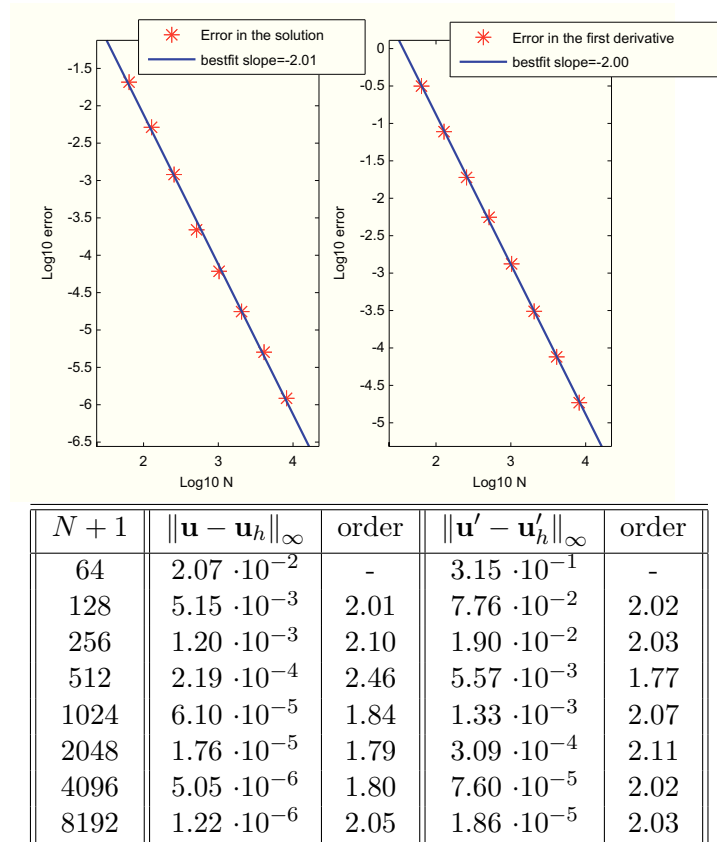 Error in the solution
bestfit slope=-2.01
-1.5
-2
-2.5
-3
-3.5
-4
-4.5
-5
-5.5
-6
-6.5
2 3 4
Log10 error
Log10 N
Error in the first derivative
bestfit slope=-2.00
0
-0.5
-1
-1.5
-2
-2.5
-3
-3.5
-4
-4.5
-5
2 3 4
Log10 error
Log10 N
N + 1 ‖u − u_h‖_∞ order ‖u′ − u′_h‖_∞ order
64 2.07 ·10⁻² - 3.15 ·10⁻¹ -
128 5.15 ·10⁻³ 2.01 7.76 ·10⁻² 2.02
256 1.20 ·10⁻³ 2.10 1.90 ·10⁻² 2.03
512 2.19 ·10⁻⁴ 2.46 5.57 ·10⁻³ 1.77
1024 6.10 ·10⁻⁵ 1.84 1.33 ·10⁻³ 2.07
2048 1.76 ·10⁻⁵ 1.79 3.09 ·10⁻⁴ 2.11
4096 5.05 ·10⁻⁶ 1.80 7.60 ·10⁻⁵ 2.02
8192 1.22 ·10⁻⁶ 2.05 1.86 ·10⁻⁵ 2.03